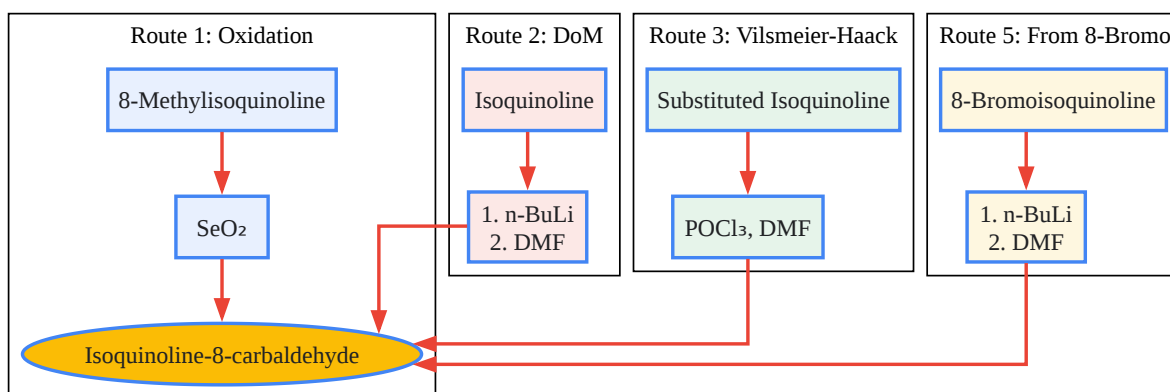 Route 1: Oxidation
8-Methylisoquinoline
SeO₂
Isoquinoline-8-carbaldehyde
Route 2: DoM
Isoquinoline
1. n-BuLi
2. DMF
Route 3: Vilsmeier-Haack
Substituted Isoquinoline
POCl₃, DMF
Route 5: From 8-Bromo
8-Bromoisoquinoline
1. n-BuLi
2. DMF